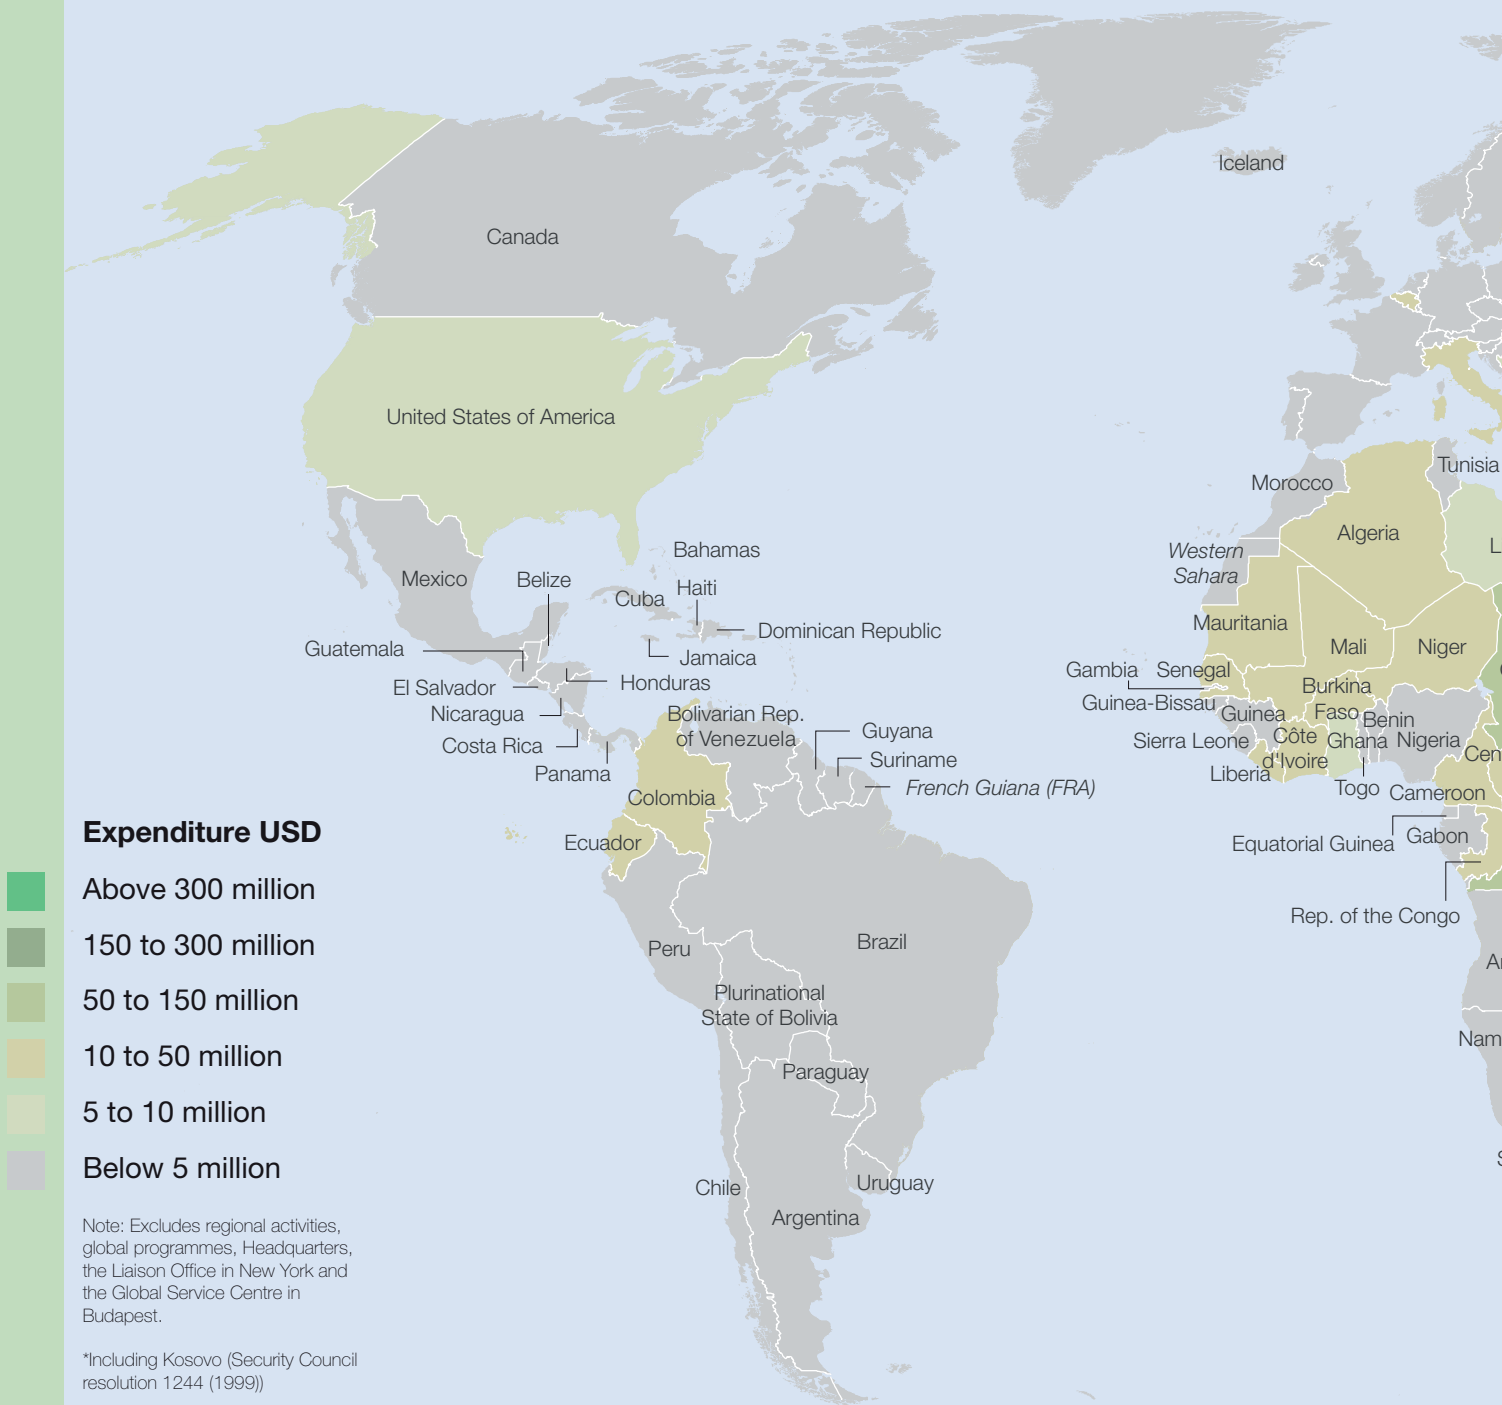 Iceland
Canada
United States of America
Tunisia
Morocco
Algeria
L
Western
Sahara
Bahamas
Mexico
Belize
Haiti
Cuba
Dominican Republic
Mauritania
Mali
Niger
Guatemala
Jamaica
Gambia
Senegal
El Salvador
Honduras
Burkina
Faso
Guinea-Bissau
Nicaragua
Bolivarian Rep.
of Venezuela
Guinea
Benin
Costa Rica
Guyana
Sierra Leone
Côte
d'Ivoire
Ghana
Nigeria
Cen
Panama
Suriname
Liberia
French Guiana (FRA)
Togo
Cameroon
Colombia
Ecuador
Equatorial Guinea
Gabon
Rep. of the Congo
Peru
Brazil
Plurinational
State of Bolivia
Nam
Paraguay
Chile
Uruguay
Argentina
Expenditure USD
Above 300 million
150 to 300 million
50 to 150 million
10 to 50 million
5 to 10 million
Below 5 million
Note: Excludes regional activities,
global programmes, Headquarters,
the Liaison Office in New York and
the Global Service Centre in
Budapest.
*Including Kosovo (Security Council
resolution 1244 (1999))